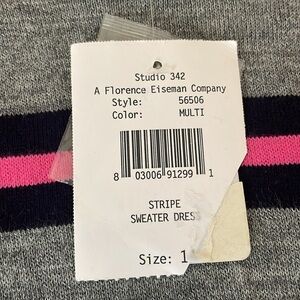 Studio 342
A Florence Eiseman Company
Style: 56506
Color: MULTI
8 03006 91299 1
STRIPE
SWEATER DRESS
Size: 1